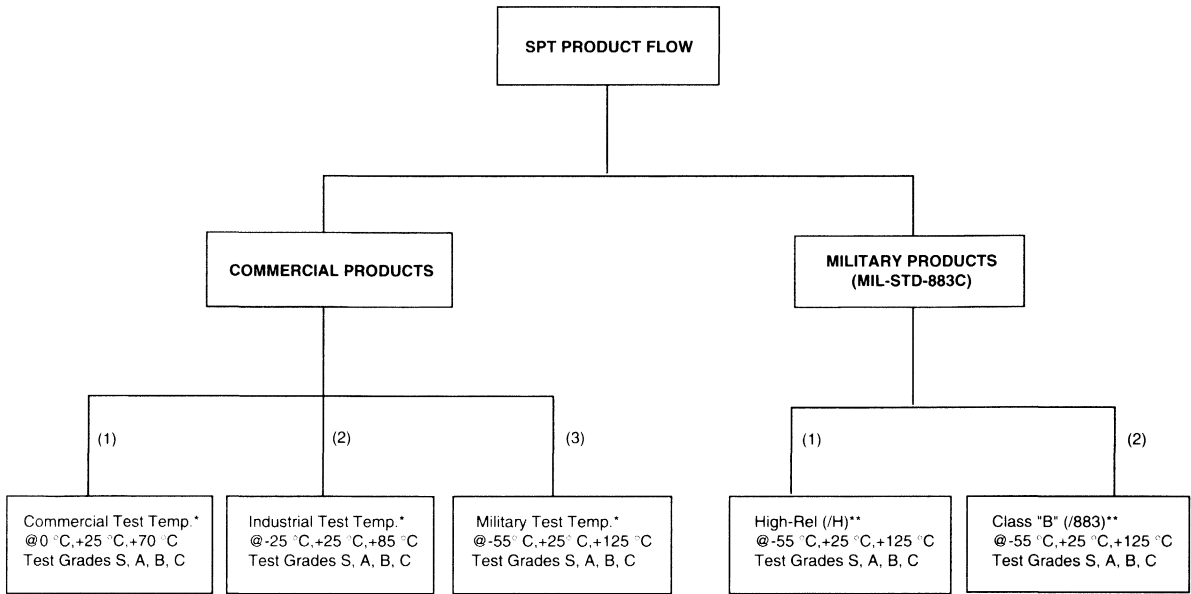 SPT PRODUCT FLOW
COMMERCIAL PRODUCTS
MILITARY PRODUCTS
(MIL-STD-883C)
(1)
(2)
(3)
(1)
(2)
Commercial Test Temp.*
@0 °C,+25 °C,+70 °C
Test Grades S, A, B, C
Industrial Test Temp.*
@-25 °C,+25 °C,+85 °C
Test Grades S, A, B, C
Military Test Temp.*
@-55° C,+25° C,+125 °C
Test Grades S, A, B, C
High-Rel (/H)**
@-55 °C,+25 °C,+125 °C
Test Grades S, A, B, C
Class "B" (/883)**
@-55 °C,+25 °C,+125 °C
Test Grades S, A, B, C